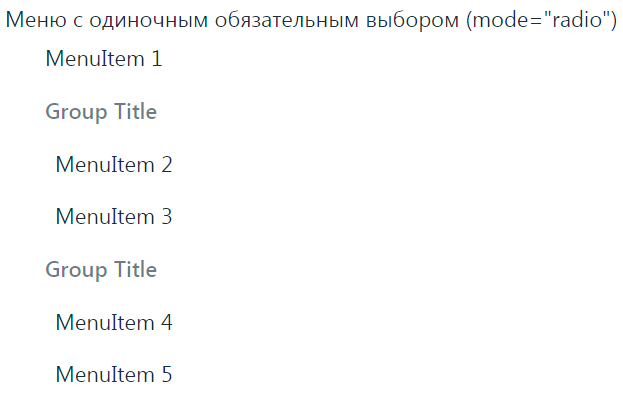 Меню с одиночным обязательным выбором (mode="radio")
MenuItem 1
Group Title
MenuItem 2
MenuItem 3
Group Title
MenuItem 4
MenuItem 5